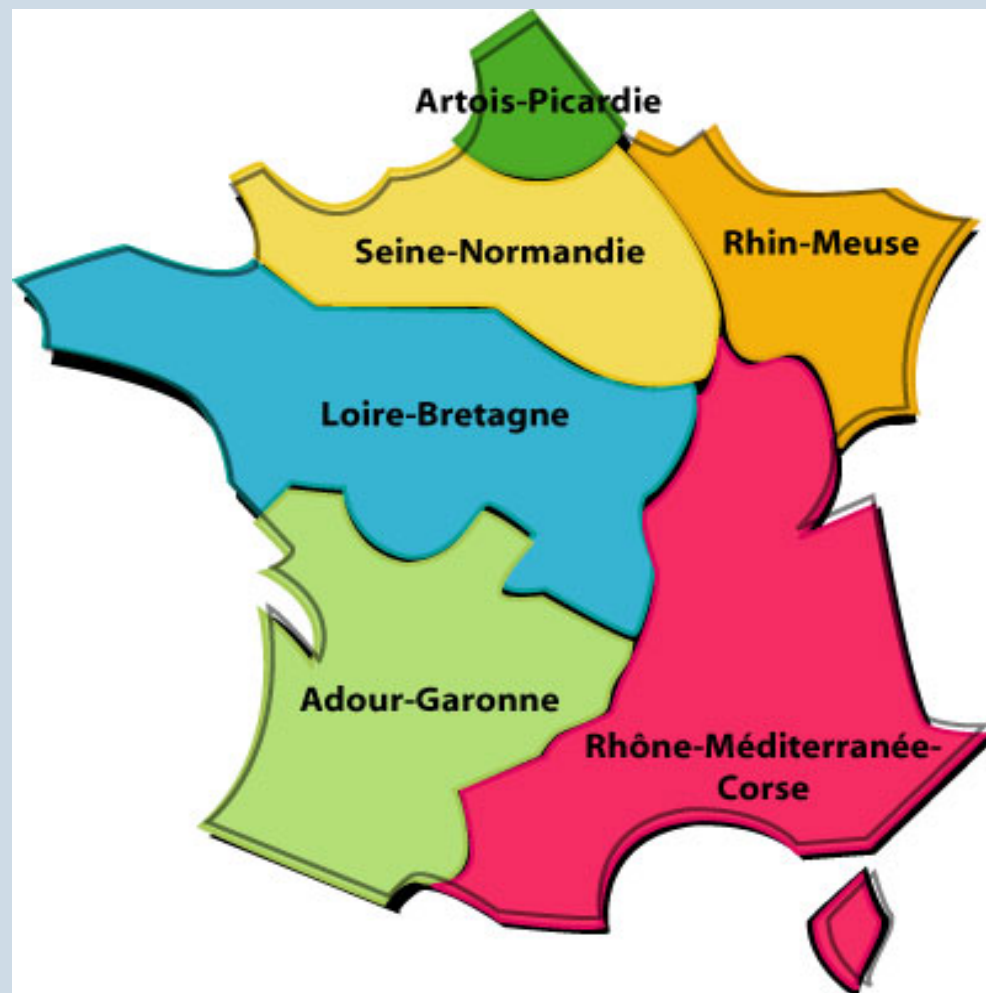 Artois-Picardie
Seine-Normandie
Rhin-Meuse
Loire-Bretagne
Adour-Garonne
Rhône-Méditerranée-
Corse